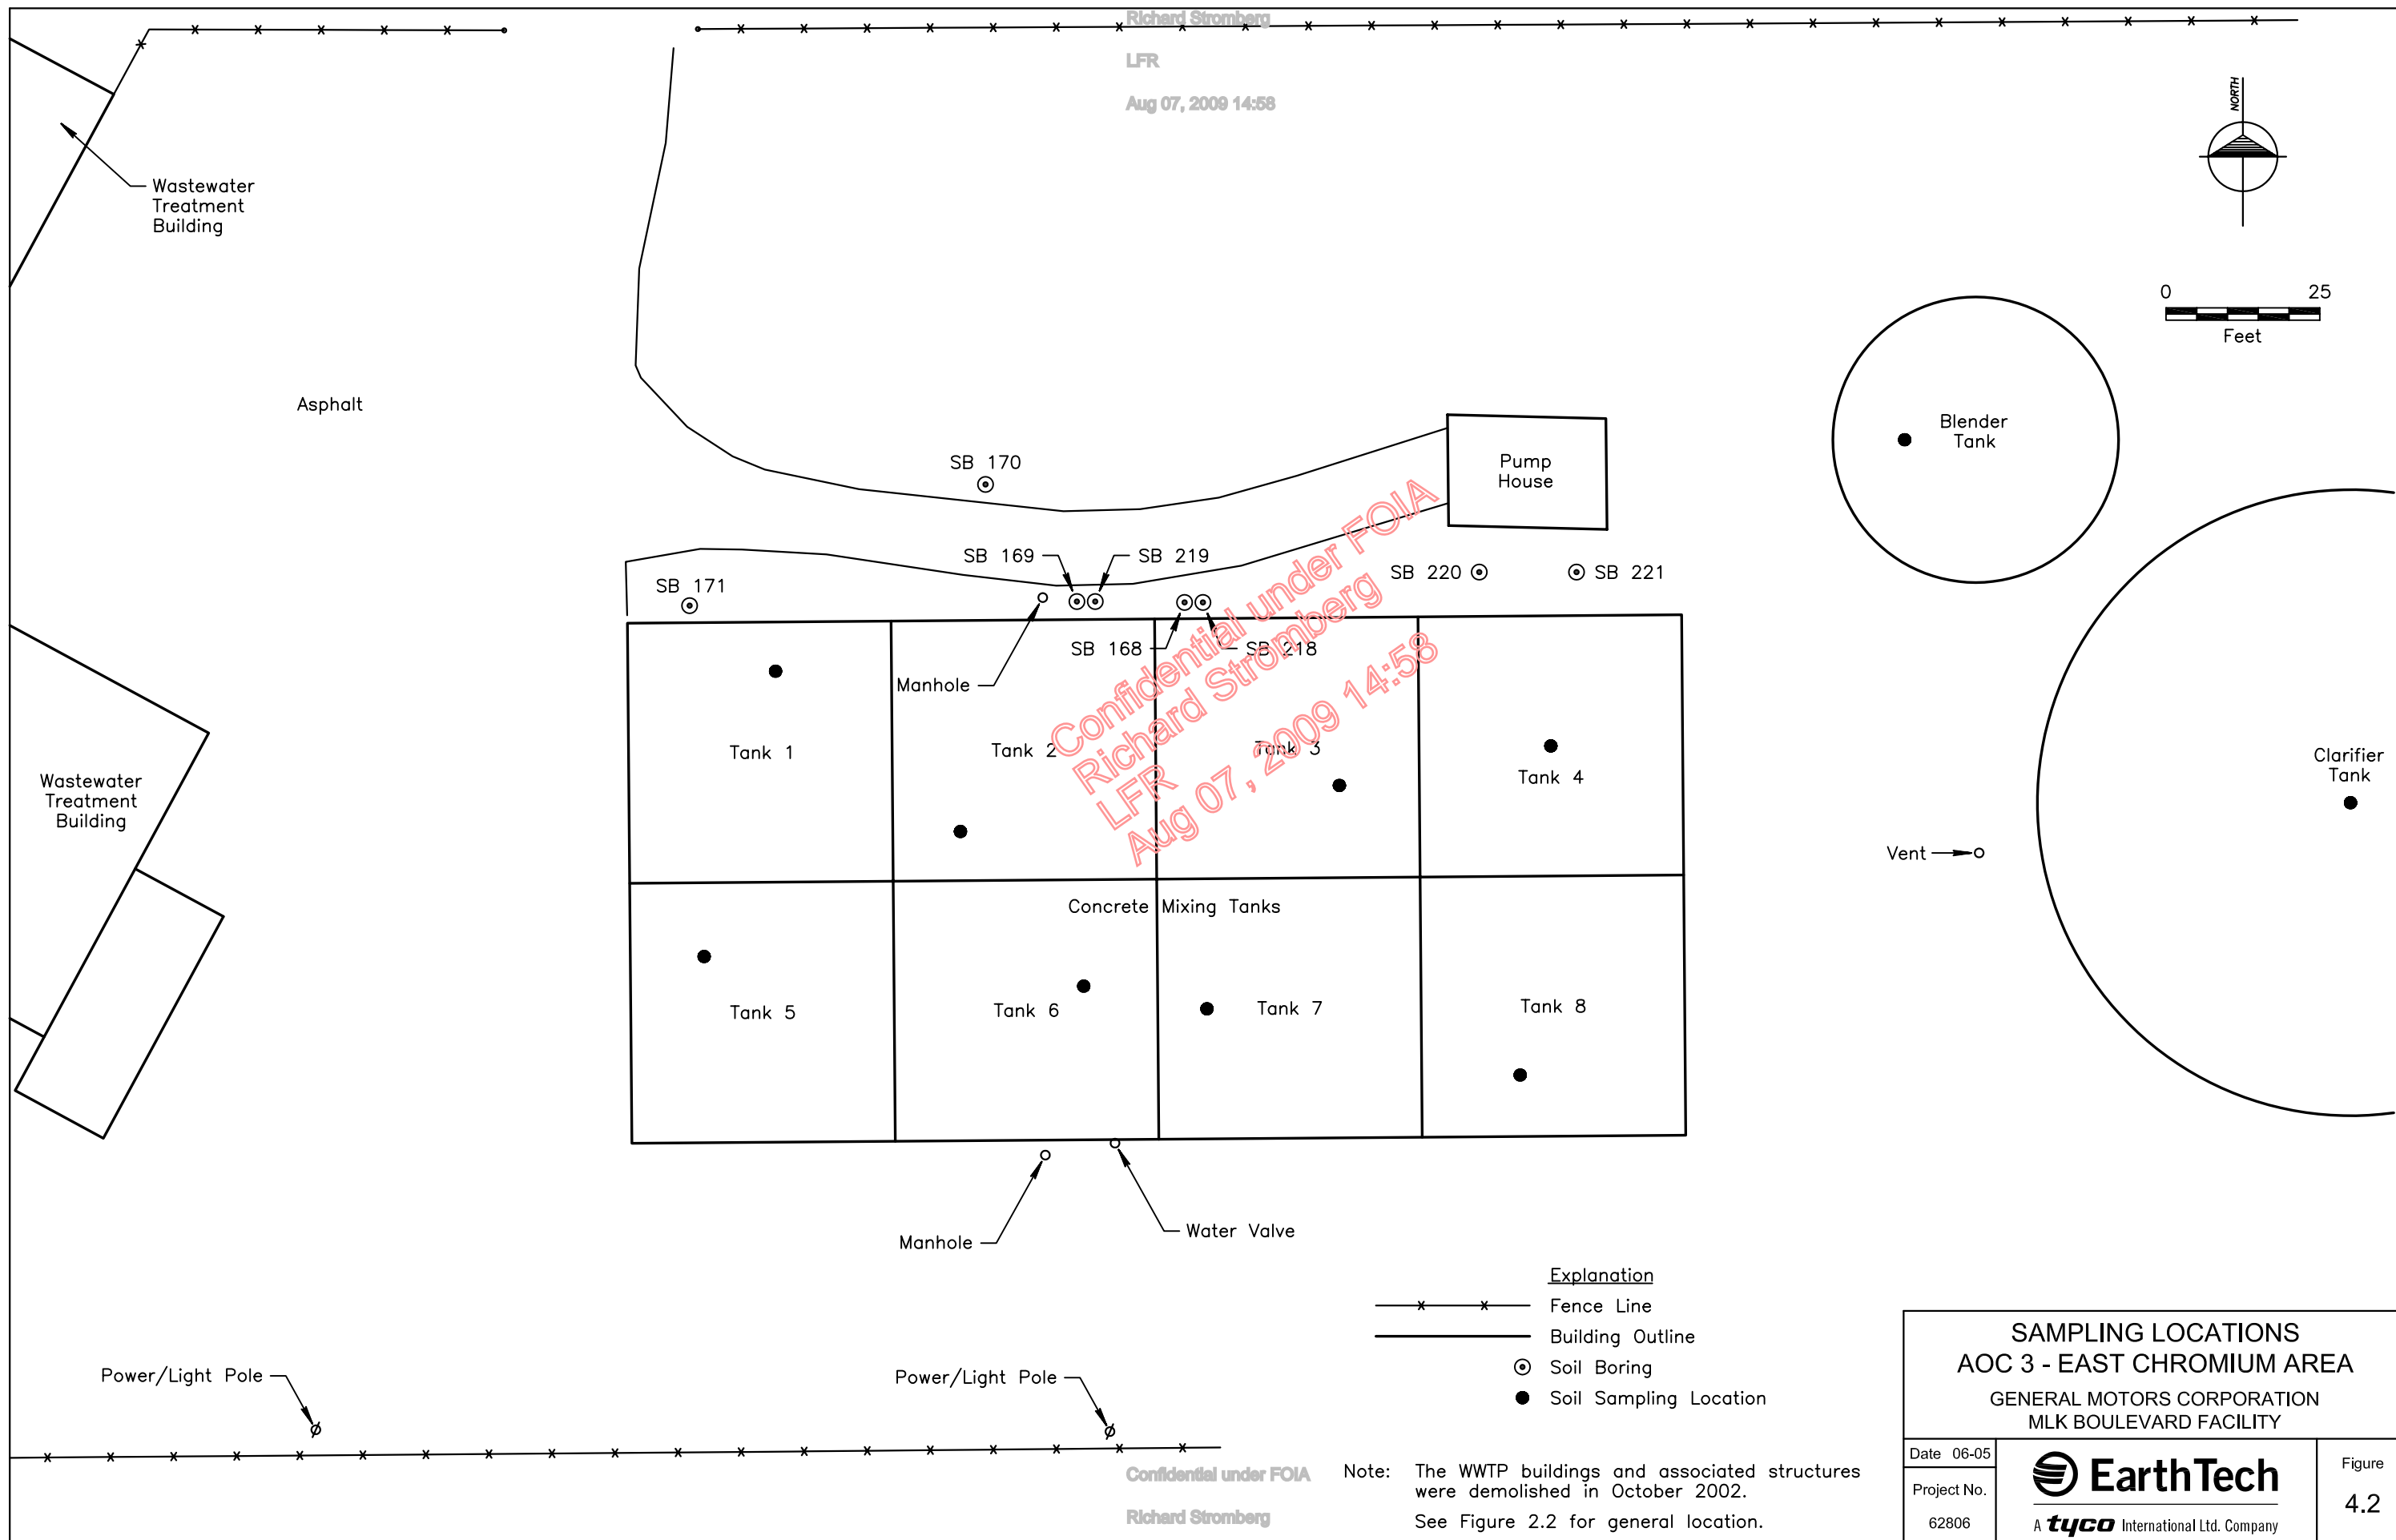 Richard Stromberg
LFR
Aug 07, 2009 14:58
NORTH
Wastewater
Treatment
Building
0 25
Feet
Asphalt
Blender
Tank
SB 170
Pump
House
SB 169
SB 219
SB 220
SB 221
SB 171
SB 168
SB 218
Manhole
Confidential under FOIA
Richard Stromberg
LFR
Aug 07, 2009 14:58
Tank 1
Tank 2
Tank 3
Tank 4
Clarifier
Tank
Wastewater
Treatment
Building
Vent
Concrete Mixing Tanks
Tank 5
Tank 6
Tank 7
Tank 8
Manhole
Water Valve
Explanation
Fence Line
Building Outline
Soil Boring
Soil Sampling Location
Power/Light Pole
Power/Light Pole
Confidential under FOIA
Richard Stromberg
Note: The WWTP buildings and associated structures
were demolished in October 2002.
See Figure 2.2 for general location.
SAMPLING LOCATIONS
AOC 3 - EAST CHROMIUM AREA
GENERAL MOTORS CORPORATION
MLK BOULEVARD FACILITY
Date 06-05
Project No.
62806
EarthTech
A tyco International Ltd. Company
Figure
4.2